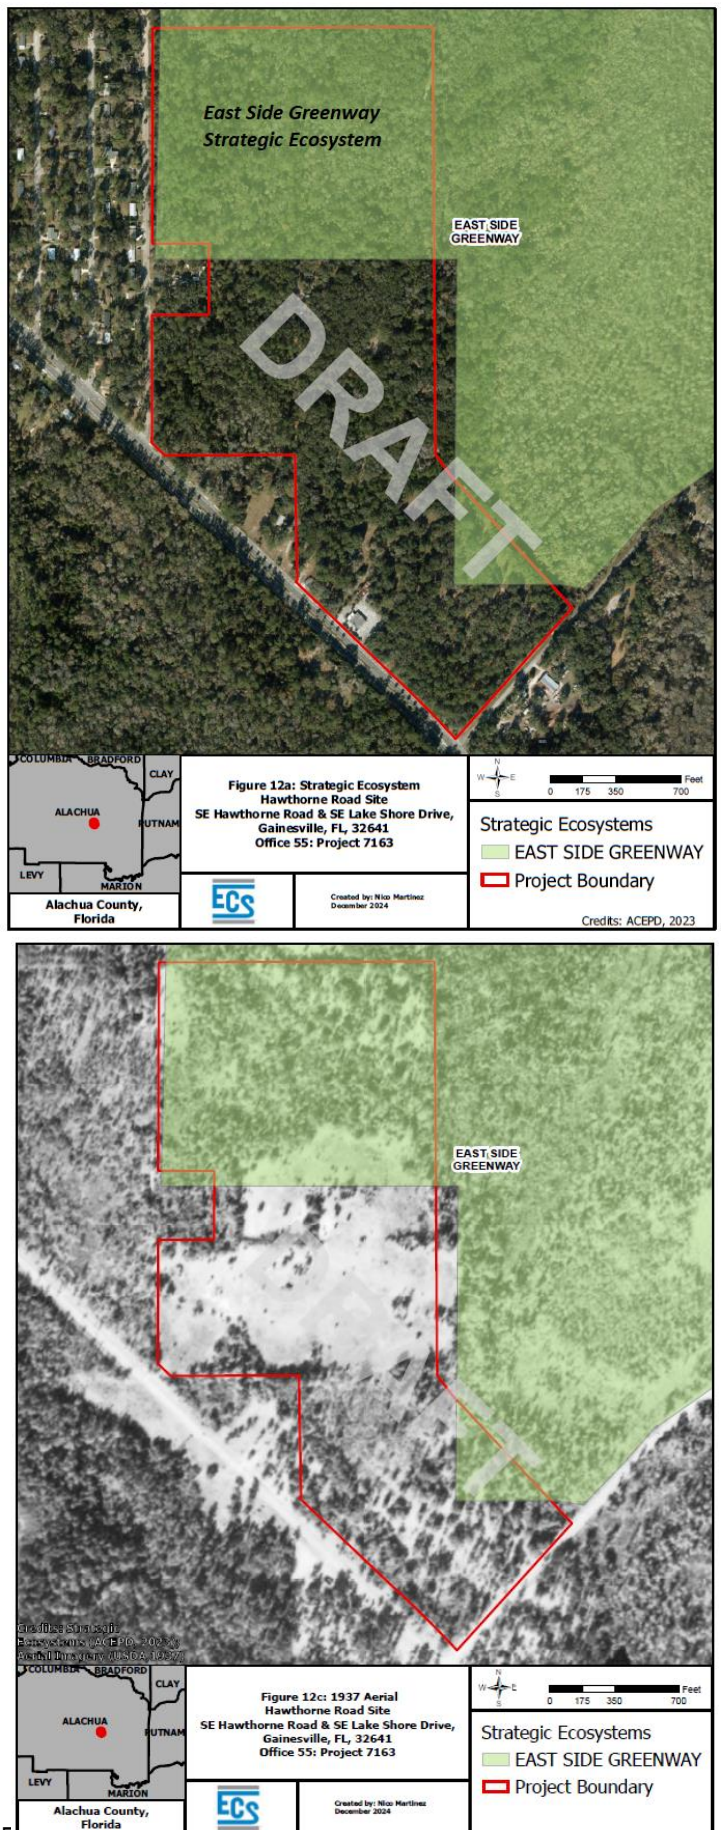 East Side Greenway
Strategic Ecosystem
EAST SIDE
GREENWAY
DRAFT
COLUMBIA
BRADFORD
CLAY
ALACHUA
PUTNAM
LEVY
MARION
Alachua County,
Florida
Figure 12a: Strategic Ecosystem
Hawthorne Road Site
SE Hawthorne Road & SE Lake Shore Drive,
Gainesville, FL, 32641
Office 55: Project 7163
ECS
Created by: Nico Martinez
December 2024
N
W E
S
Feet
0 175 350 700
Strategic Ecosystems
EAST SIDE GREENWAY
Project Boundary
Credits: ACEPD, 2023
EAST SIDE
GREENWAY
DRAFT
Credits: Strategic
Ecosystems (ACEPD, 2023);
Aerial Imagery (USDA, 1937)
COLUMBIA
BRADFORD
CLAY
ALACHUA
PUTNAM
LEVY
MARION
Alachua County,
Florida
Figure 12c: 1937 Aerial
Hawthorne Road Site
SE Hawthorne Road & SE Lake Shore Drive,
Gainesville, FL, 32641
Office 55: Project 7163
ECS
Created by: Nico Martinez
December 2024
N
W E
S
Feet
0 175 350 700
Strategic Ecosystems
EAST SIDE GREENWAY
Project Boundary